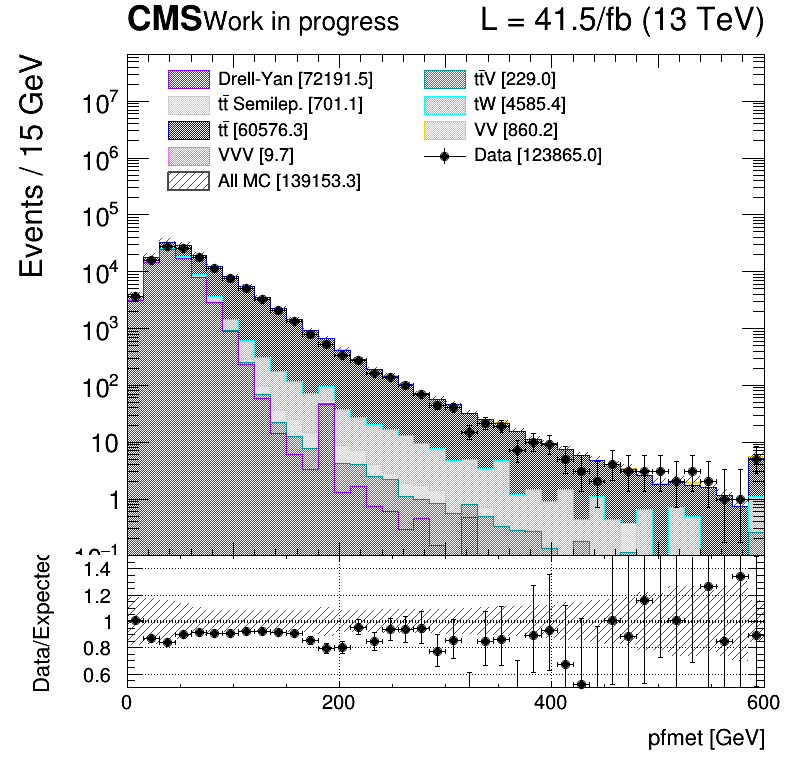 CMS Work in progress L = 41.5/fb (13 TeV)
Events / 15 GeV
Drell-Yan [72191.5] tt̄V [229.0]
tt̄ Semilep. [701.1] tW [4585.4]
tt̄ [60576.3] VV [860.2]
VVV [9.7] Data [123865.0]
All MC [139153.3]
10⁷
10⁶
10⁵
10⁴
10³
10²
10
1
10⁻¹
Data/Expected
1.4
1.2
1
0.8
0.6
0 200 400 600
pfmet [GeV]